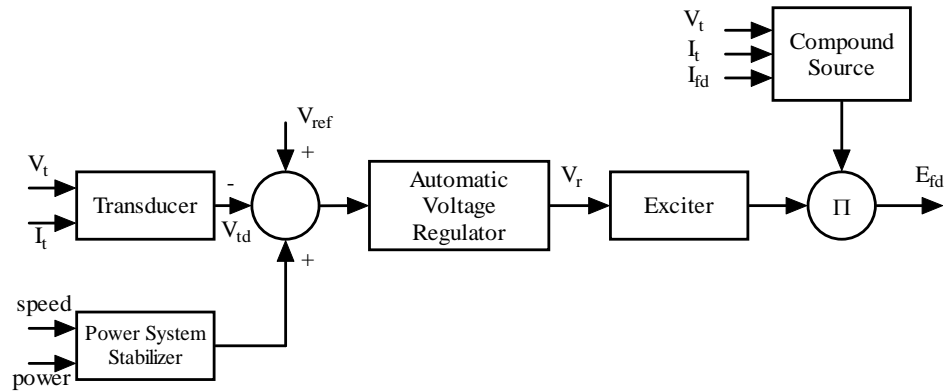 V_t
I_t
I_fd
Compound
Source
V_ref
+
V_t
I_t
Transducer
-
V_td
+
Automatic
Voltage
Regulator
V_r
Exciter
Π
E_fd
speed
power
Power System
Stabilizer